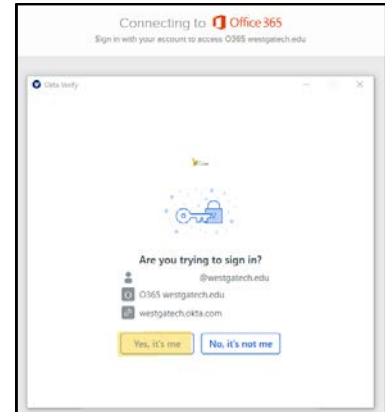 Connecting to Office 365
Sign in with your account to access O365 westgatech.edu
Okta Verify
Are you trying to sign in?
@westgatech.edu
O365 westgatech.edu
westgatech.okta.com
Yes, it's me
No, it's not me